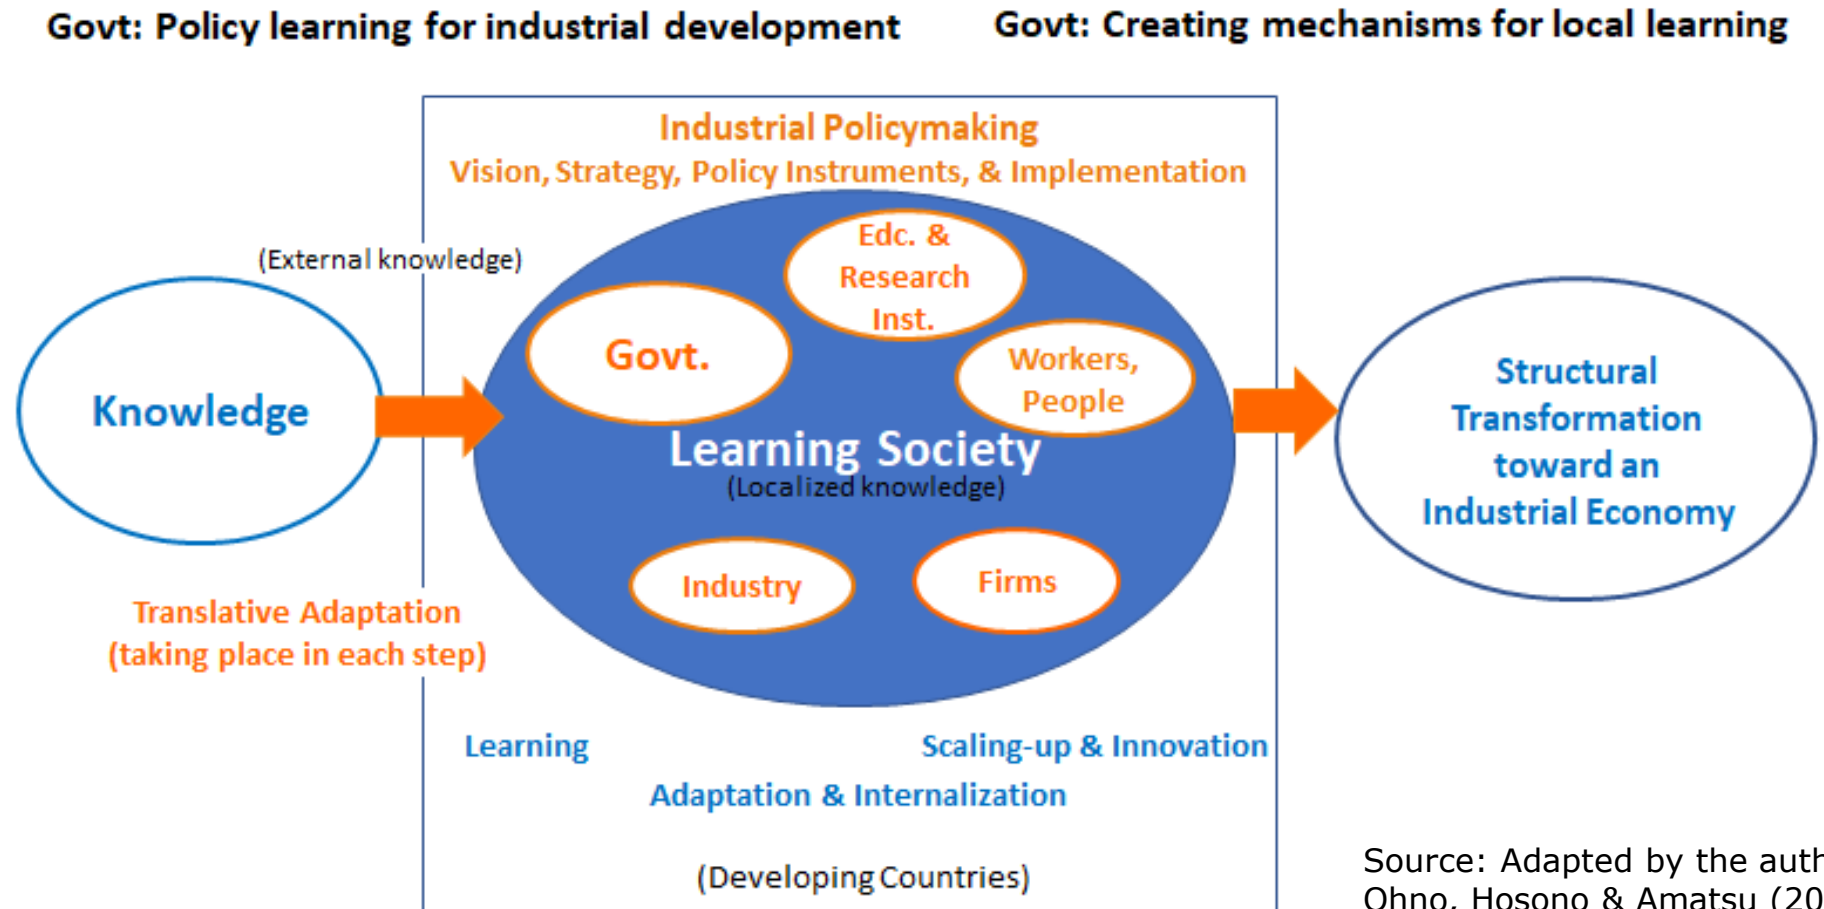 Govt: Policy learning for industrial development
Govt: Creating mechanisms for local learning
Industrial Policymaking
Vision, Strategy, Policy Instruments, & Implementation
(External knowledge)
Knowledge
Edc. &
Research
Inst.
Govt.
Workers,
People
Learning Society
(Localized knowledge)
Industry
Firms
Structural
Transformation
toward an
Industrial Economy
Translative Adaptation
(taking place in each step)
Learning
Scaling-up & Innovation
Adaptation & Internalization
(Developing Countries)
Source: Adapted by the
Ohno, Hosono & Amatsu